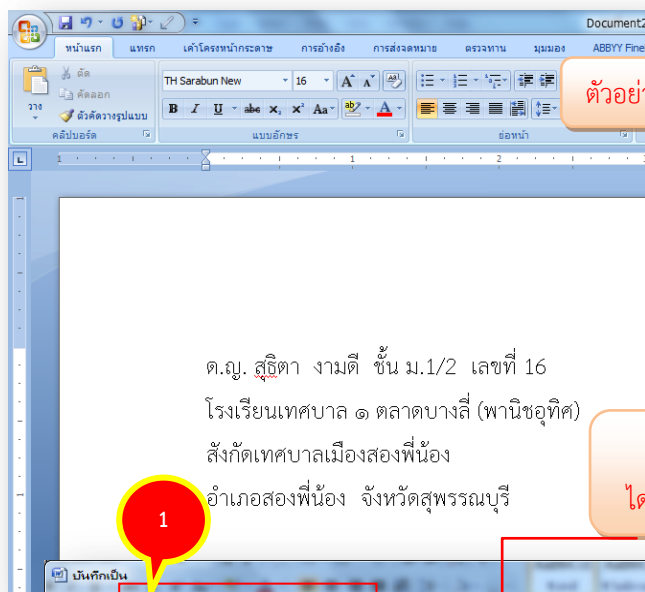 Document2
หน้าแรก แทรก เค้าโครงหน้ากระดาษ การอ้างอิง การส่งจดหมาย ตรวจทาน มุมมอง ABBYY Fine
วาง
ตัด
คัดลอก
ตัวคัดวางรูปแบบ
TH Sarabun New 16
คลิปบอร์ด แบบอักษร ย่อหน้า
ตัวอย่า
1 1 2
ด.ญ. สุธิตา งามดี ชั้น ม.1/2 เลขที่ 16
โรงเรียนเทศบาล ๑ ตลาดบางลี่ (พานิชอุทิศ)
สังกัดเทศบาลเมืองสองพี่น้อง
อำเภอสองพี่น้อง จังหวัดสุพรรณบุรี
ได
1
บันทึกเป็น